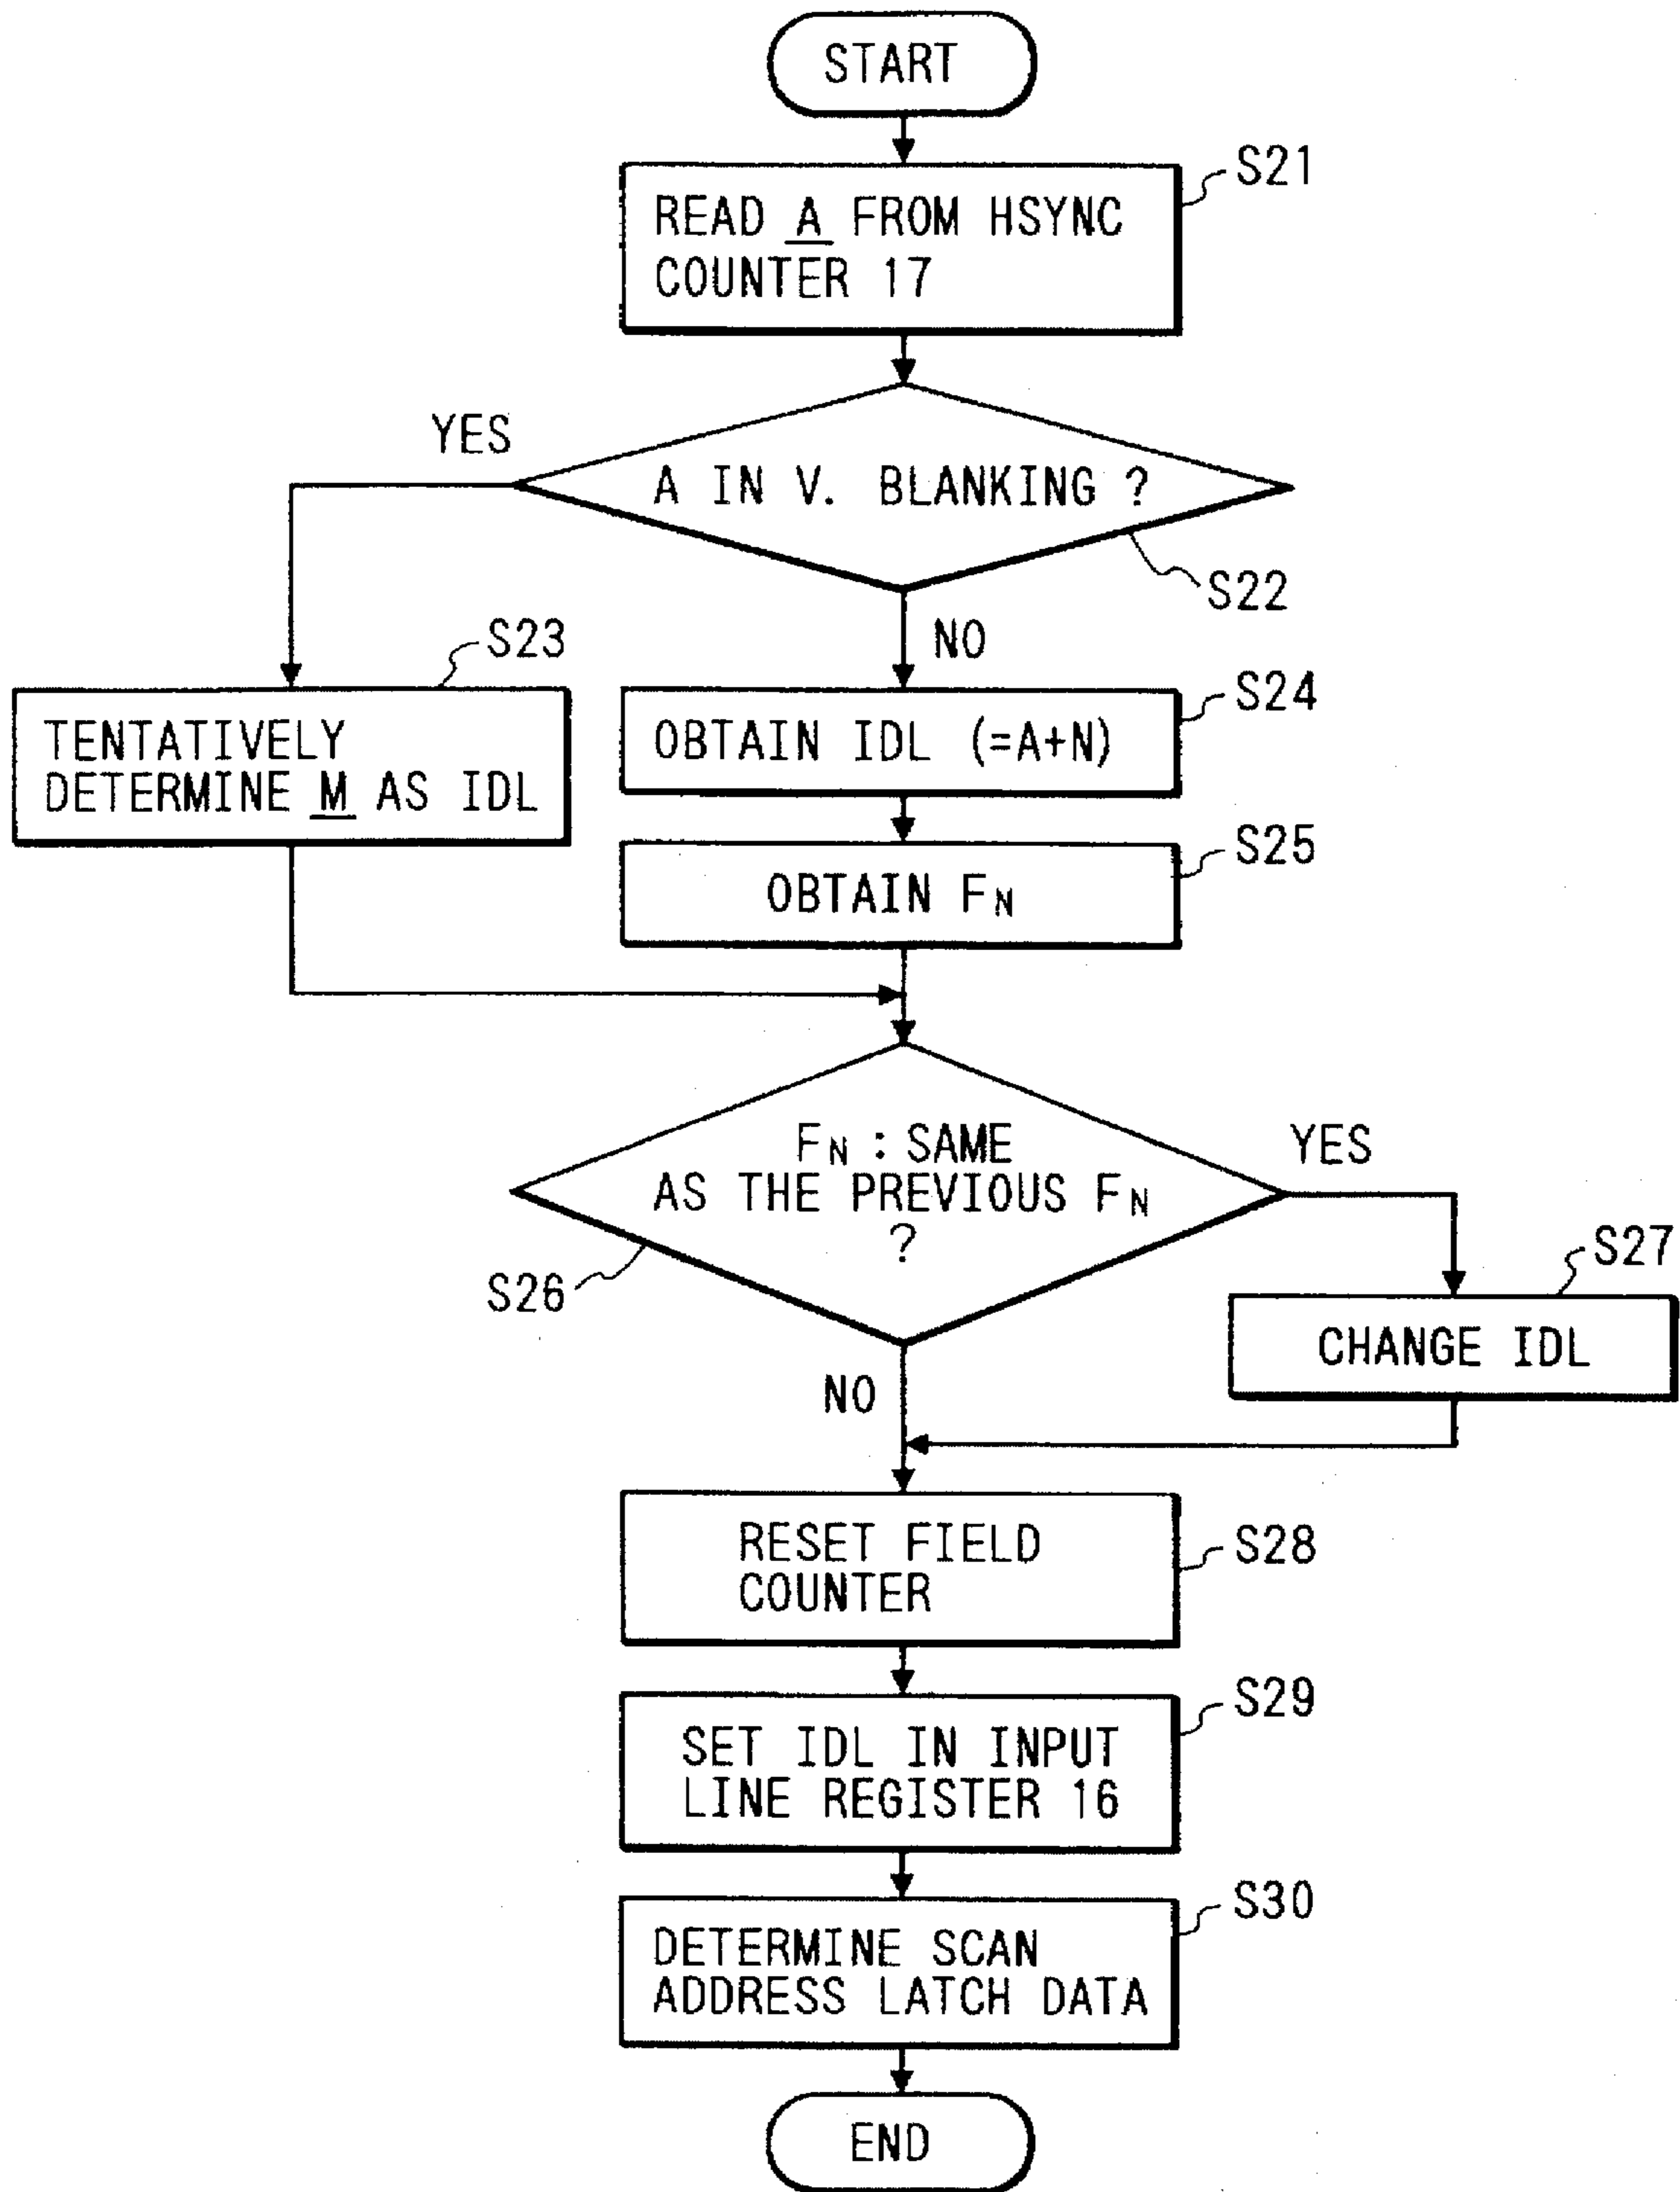 START
S21
READ A FROM HSYNC
COUNTER 17
YES
A IN V. BLANKING ?
S22
NO
S23
TENTATIVELY
DETERMINE M AS IDL
S24
OBTAIN IDL (=A+N)
S25
OBTAIN FN
FN : SAME
AS THE PREVIOUS FN
?
YES
S26
S27
CHANGE IDL
NO
S28
RESET FIELD
COUNTER
S29
SET IDL IN INPUT
LINE REGISTER 16
S30
DETERMINE SCAN
ADDRESS LATCH DATA
END